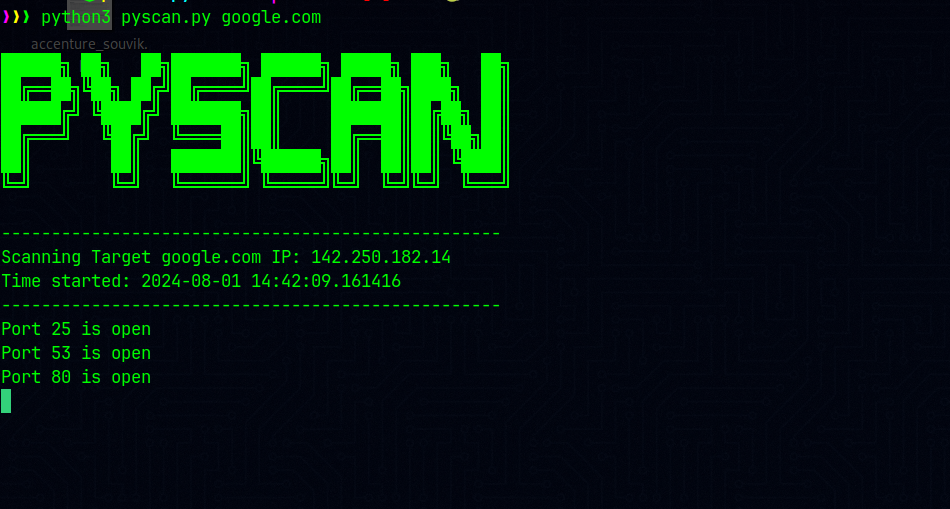 ❯❯❯ python3 pyscan.py google.com
accenture_souvik.
PYSCAN
--------------------------------------------------
Scanning Target google.com IP: 142.250.182.14
Time started: 2024-08-01 14:42:09.161416
--------------------------------------------------
Port 25 is open
Port 53 is open
Port 80 is open